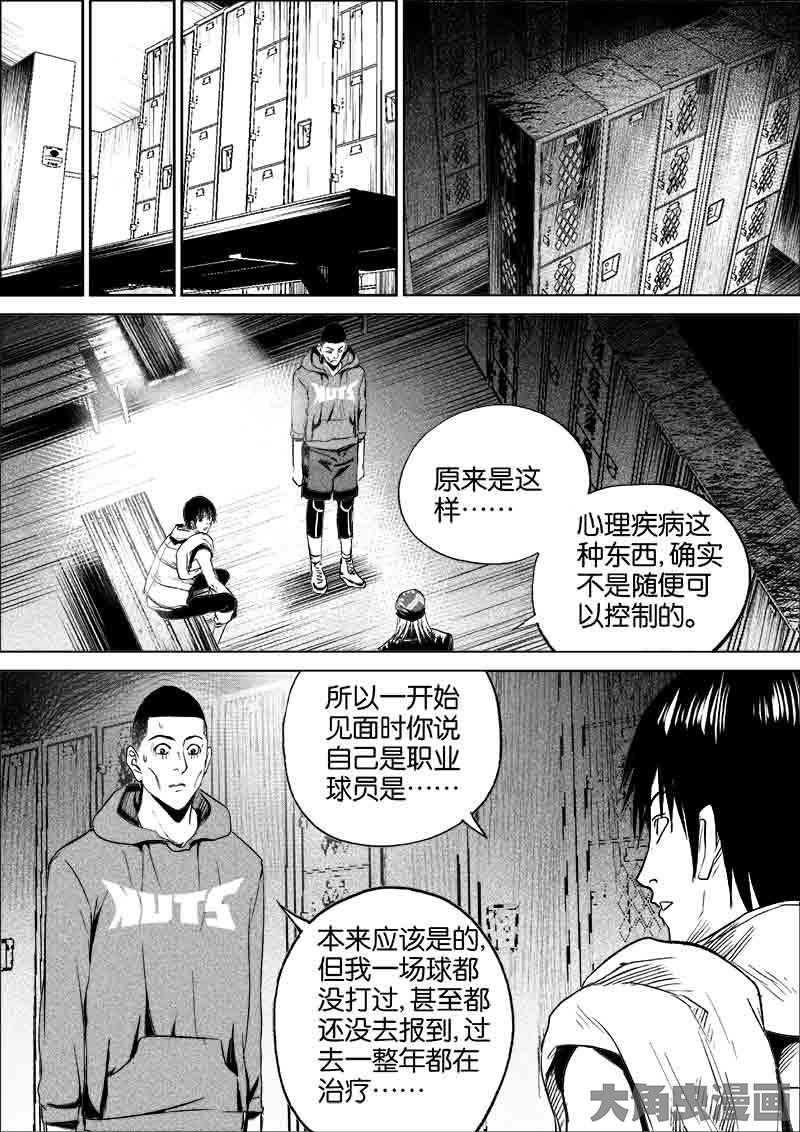 NUTS
原来是这
样……
心理疾病这
种东西,确实
不是随便可
以控制的。
所以一开始
见面时你说
自己是职业
球员是……
NUTS
本来应该是的,
但我一场球都
没打过,甚至都
还没去报到,过
去一整年都在
治疗……
大角虫漫画